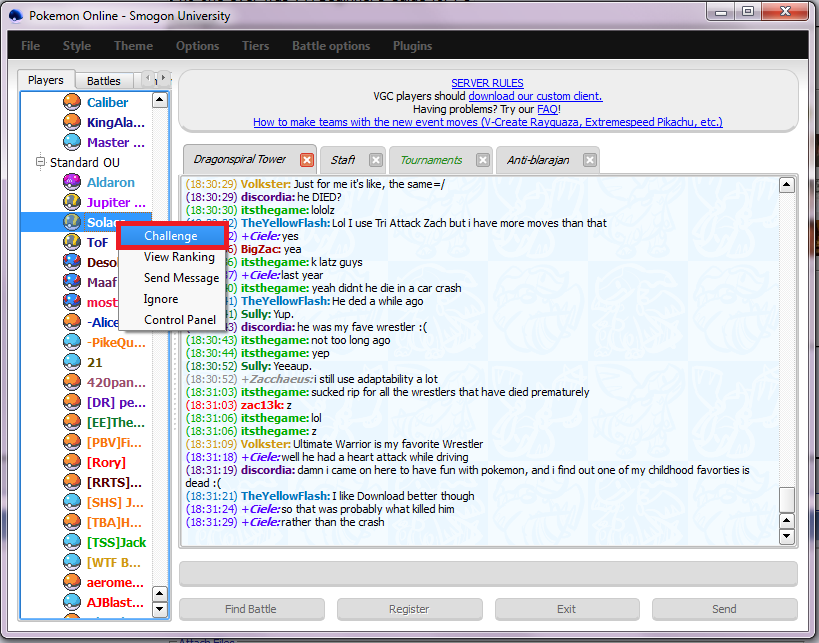 Pokemon Online - Smogon University
File Style Theme Options Tiers Battle options Plugins
Players Battles
Caliber
KingAla...
Master ...
Standard OU
Aldaron
Jupiter ...
Solace
ToF
Deso
Maaf
most
-Alice
-PikeQu...
21
420pan...
[DR] pe...
[EE]The...
[PBV]Fi...
[Rory]
[RRTS]...
[SHS] J...
[TBA]H...
[TSS]Jack
[WTF B...
aerome...
AJBlast...
Challenge
View Ranking
Send Message
Ignore
Control Panel
SERVER RULES
VGC players should download our custom client.
Having problems? Try our FAQ!
How to make teams with the new event moves (V-Create Rayquaza, Extremespeed Pikachu, etc.)
Dragonspiral Tower Staff Tournaments Anti-blarajan
(18:30:29) Volkster: Just for me it's like, the same=/
(18:30:29) discordia: he DIED?
(18:30:30) itsthegame: lololz
2) TheYellowFlash: Lol I use Tri Attack Zach but i have more moves than that
2) +Ciele: yes
6) BigZac: yea
6) itsthegame: k latz guys
7) +Ciele: last year
0) itsthegame: yeah didnt he die in a car crash
1) TheYellowFlash: He ded a while ago
1) Sully: Yup.
3) discordia: he was my fave wrestler :(
(18:30:43) itsthegame: not too long ago
(18:30:44) itsthegame: yep
(18:30:52) Sully: Yeeaup.
(18:30:52) +Zacchaeus: i still use adaptability a lot
(18:31:03) itsthegame: sucked rip for all the wrestlers that have died prematurely
(18:31:03) zac13k: z
(18:31:06) itsthegame: lol
(18:31:06) itsthegame: z
(18:31:09) Volkster: Ultimate Warrior is my favorite Wrestler
(18:31:18) +Ciele: well he had a heart attack while driving
(18:31:19) discordia: damn i came on here to have fun with pokemon, and i find out one of my childhood favorties is
dead :(
(18:31:21) TheYellowFlash: I like Download better though
(18:31:24) +Ciele: so that was probably what killed him
(18:31:29) +Ciele: rather than the crash
Find Battle Register Exit Send